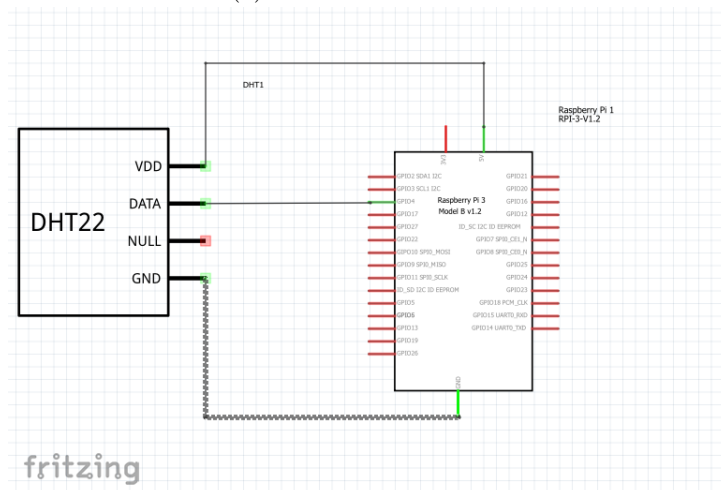 DHT1
Raspberry Pi 1
RPI-3-V1.2
DHT22
VDD
DATA
NULL
GND
3V3
5V
Raspberry Pi 3
Model B v1.2
GPIO2 SDA1 I2C
GPIO3 SCL1 I2C
GPIO4
GPIO17
GPIO27
GPIO22
GPIO10 SPI0_MOSI
GPIO9 SPI0_MISO
GPIO11 SPI0_SCLK
ID_SD I2C ID EEPROM
GPIO5
GPIO6
GPIO13
GPIO19
GPIO26
GPIO21
GPIO20
GPIO16
GPIO12
ID_SC I2C ID EEPROM
GPIO7 SPI0_CE1_N
GPIO8 SPI0_CE0_N
GPIO25
GPIO24
GPIO23
GPIO18 PCM_CLK
GPIO15 UART0_RXD
GPIO14 UART0_TXD
GND
fritzing